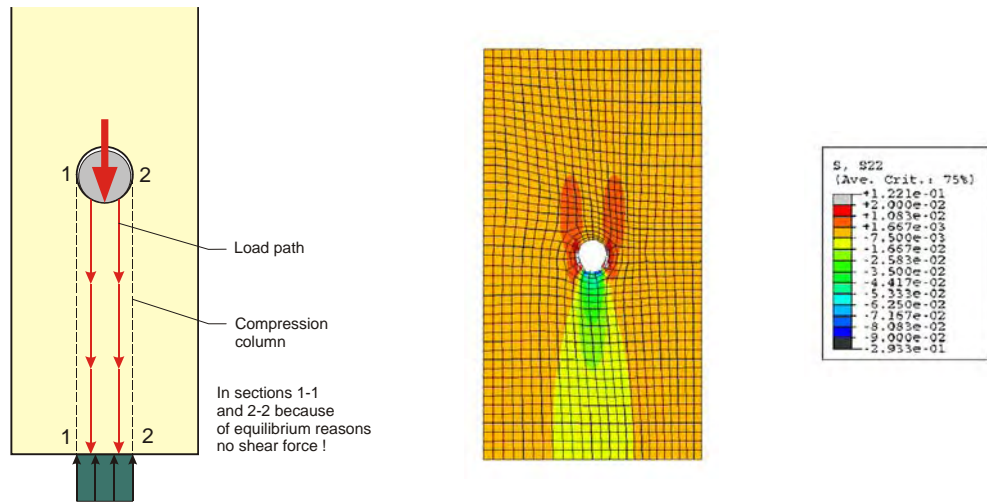 1
2
Load path
Compression
column
In sections 1-1
and 2-2 because
of equilibrium reasons
no shear force !
1
2
S, S22
(Ave. Crit.: 75%)
+1.221e-01
+2.000e-02
+1.083e-02
+1.667e-03
-7.500e-03
-1.667e-02
-2.583e-02
-3.500e-02
-4.417e-02
-5.333e-02
-6.250e-02
-7.167e-02
-8.083e-02
-9.000e-02
-2.933e-01